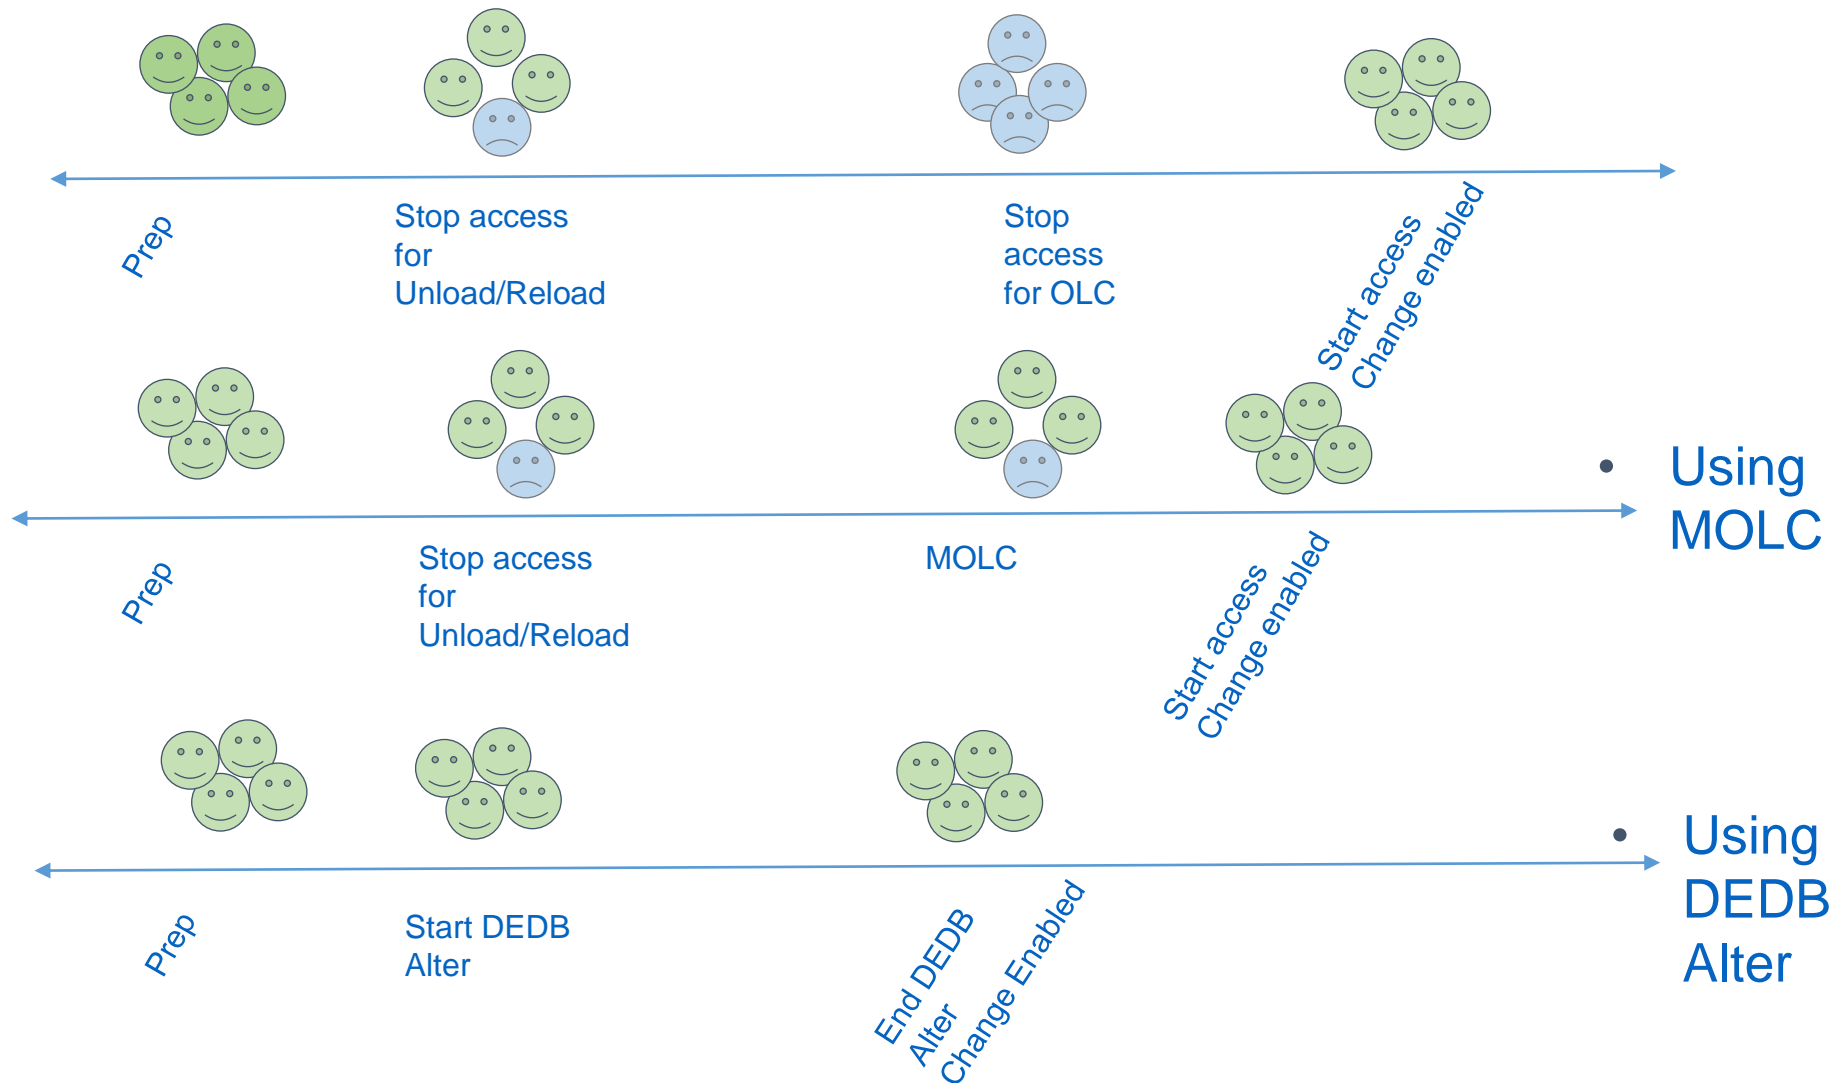 Prep
Stop access
for
Unload/Reload
Stop
access
for OLC
Start access
Change enabled
Prep
Stop access
for
Unload/Reload
MOLC
Start access
Change enabled
• Using
MOLC
Prep
Start DEDB
Alter
End DEDB
Alter
Change Enabled
• Using
DEDB
Alter